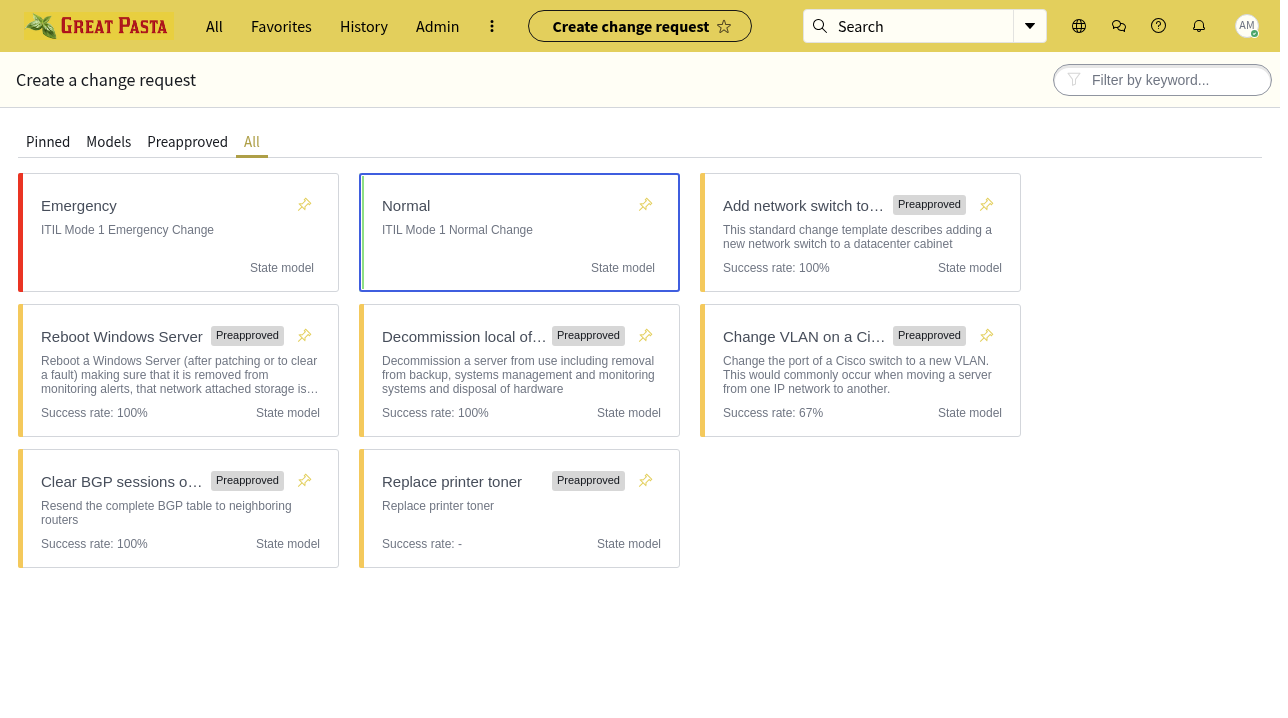 GREAT PASTA
All
Favorites
History
Admin
Create change request
Search
AM
Create a change request
Filter by keyword...
Pinned
Models
Preapproved
All
Emergency
ITIL Mode 1 Emergency Change
State model
Normal
ITIL Mode 1 Normal Change
State model
Add network switch to…
Preapproved
This standard change template describes adding a
new network switch to a datacenter cabinet
Success rate: 100%
State model
Reboot Windows Server
Preapproved
Reboot a Windows Server (after patching or to clear
a fault) making sure that it is removed from
monitoring alerts, that network attached storage is…
Success rate: 100%
State model
Decommission local of…
Preapproved
Decommission a server from use including removal
from backup, systems management and monitoring
systems and disposal of hardware
Success rate: 100%
State model
Change VLAN on a Ci…
Preapproved
Change the port of a Cisco switch to a new VLAN.
This would commonly occur when moving a server
from one IP network to another.
Success rate: 67%
State model
Clear BGP sessions o…
Preapproved
Resend the complete BGP table to neighboring
routers
Success rate: 100%
State model
Replace printer toner
Preapproved
Replace printer toner
Success rate: -
State model